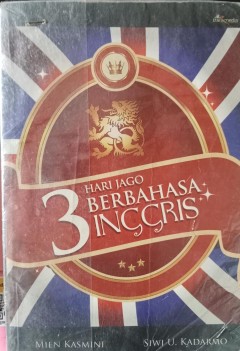 HARI JAGO
3 BERBAHASA
INGGRIS
MIEN KASMINI
SIWI U. KADARMO